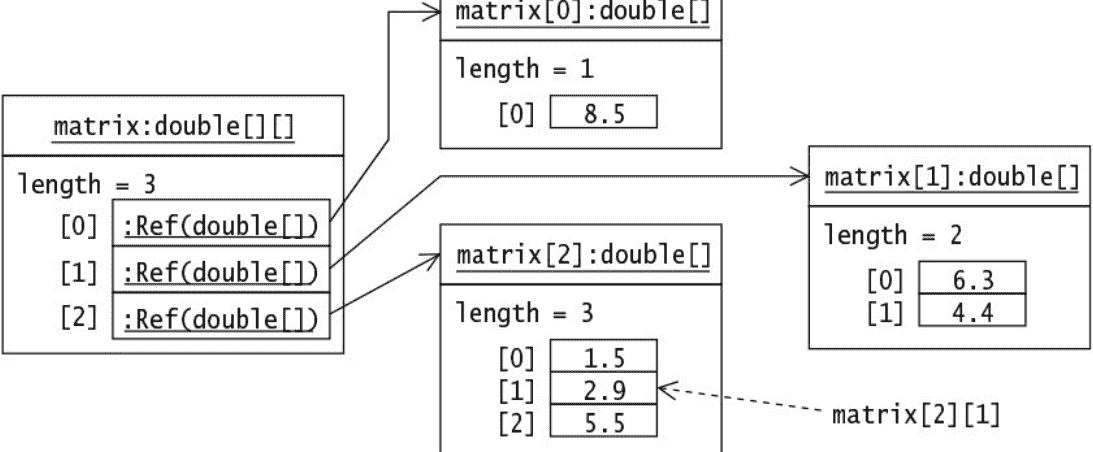 matrix[0]:double[]
length = 1
[0] 8.5
matrix:double[][]
length = 3
[0] :Ref(double[])
[1] :Ref(double[])
[2] :Ref(double[])
matrix[1]:double[]
length = 2
[0] 6.3
[1] 4.4
matrix[2]:double[]
length = 3
[0] 1.5
[1] 2.9
[2] 5.5
matrix[2][1]